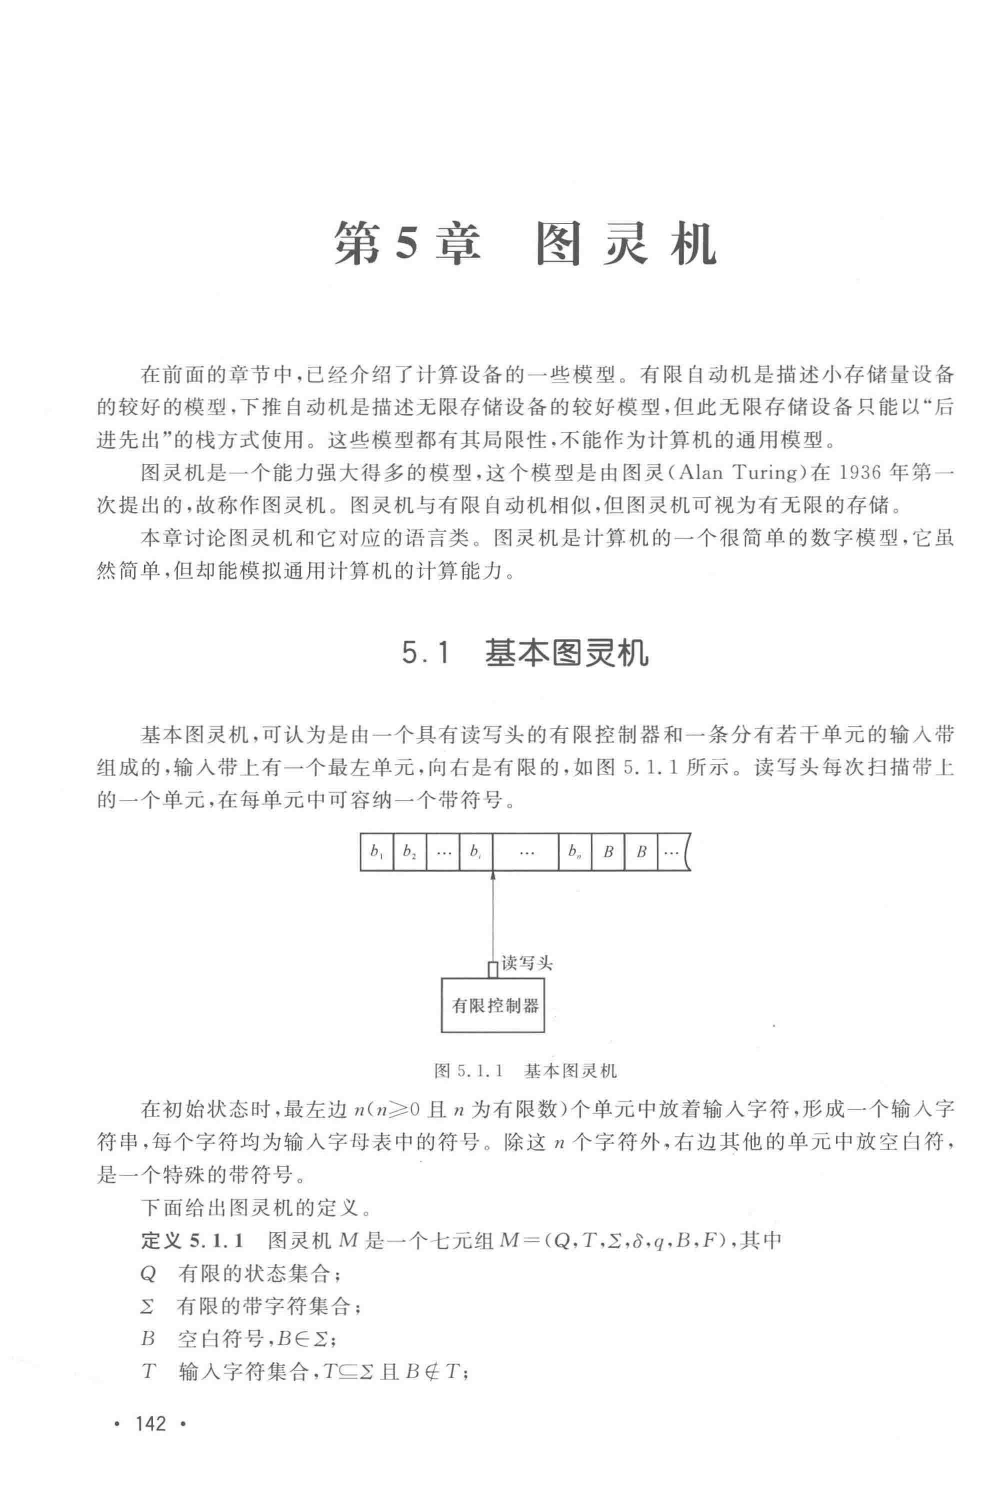 第5章 图灵机
在前面的章节中,已经介绍了计算设备的一些模型。有限自动机是描述小存储量设备
的较好的模型,下推自动机是描述无限存储设备的较好模型,但此无限存储设备只能以“后
进先出”的栈方式使用。这些模型都有其局限性,不能作为计算机的通用模型。
图灵机是一个能力强大得多的模型,这个模型是由图灵(Alan Turing)在 1936 年第一
次提出的,故称作图灵机。图灵机与有限自动机相似,但图灵机可视为有无限的存储。
本章讨论图灵机和它对应的语言类。图灵机是计算机的一个很简单的数字模型,它虽
然简单,但却能模拟通用计算机的计算能力。
5.1 基本图灵机
基本图灵机,可认为是由一个具有读写头的有限控制器和一条分有若干单元的输入带
组成的,输入带上有一个最左单元,向右是有限的,如图 5.1.1 所示。读写头每次扫描带上
的一个单元,在每单元中可容纳一个带符号。
b₁ b₂ … bᵢ … bₙ B B …
读写头
有限控制器
图 5.1.1 基本图灵机
在初始状态时,最左边 n(n≥0 且 n 为有限数)个单元中放着输入字符,形成一个输入字
符串,每个字符均为输入字母表中的符号。除这 n 个字符外,右边其他的单元中放空白符,
是一个特殊的带符号。
下面给出图灵机的定义。
定义 5.1.1 图灵机 M 是一个七元组 M=(Q,T,Σ,δ,q,B,F),其中
Q 有限的状态集合;
Σ 有限的带字符集合;
B 空白符号,B∈Σ;
T 输入字符集合,T⊆Σ 且 B∉T;
· 142 ·